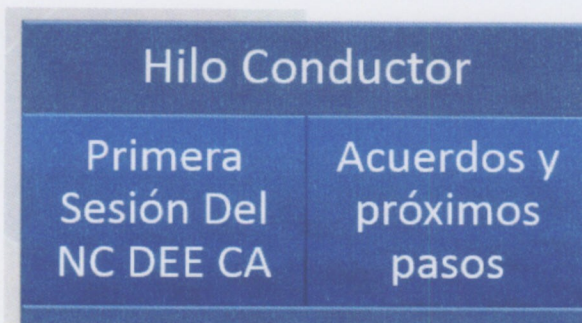 Hilo Conductor
Primera
Sesión Del
NC DEE CA
Acuerdos y
próximos
pasos